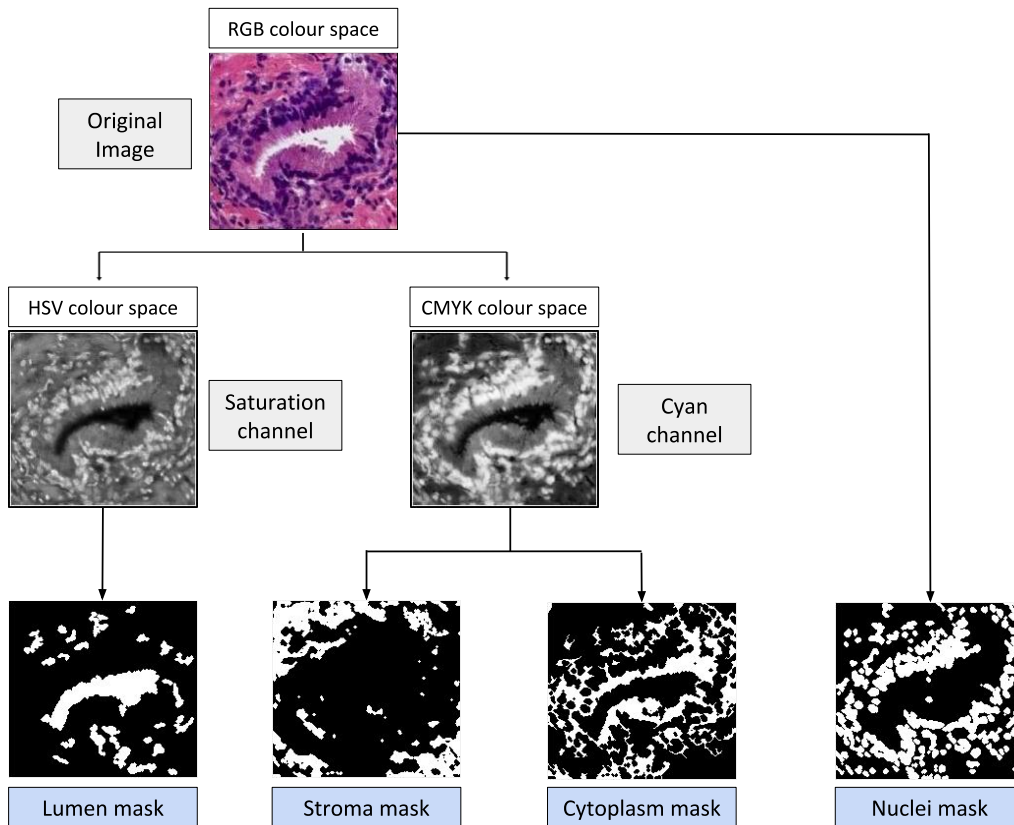 RGB colour space
Original
Image
HSV colour space
CMYK colour space
Saturation
channel
Cyan
channel
Lumen mask
Stroma mask
Cytoplasm mask
Nuclei mask